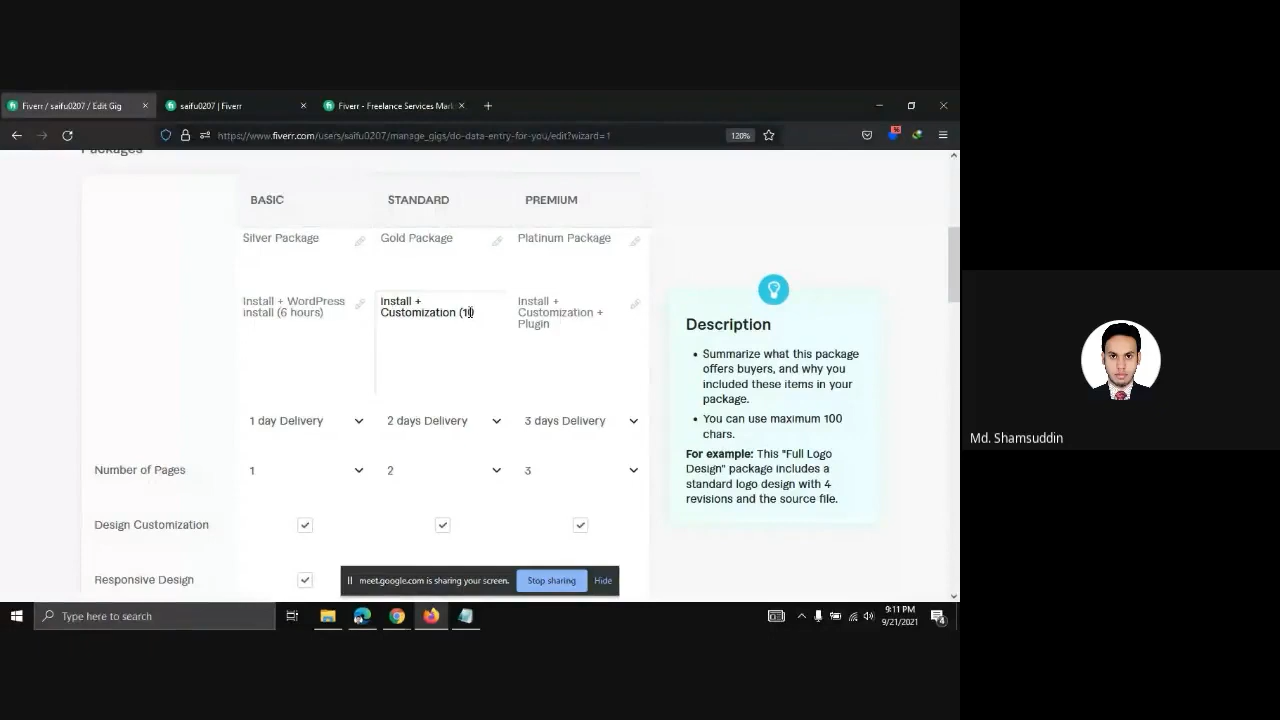 Fiverr / saifu0207 / Edit Gig
saifu0207 | Fiverr
Fiverr - Freelance Services Mark
https://www.fiverr.com/users/saifu0207/manage_gigs/do-data-entry-for-you/edit?wizard=1
120%
Packages
BASIC
STANDARD
PREMIUM
Silver Package
Gold Package
Platinum Package
Install + WordPress
install (6 hours)
Install +
Customization (1
Install +
Customization +
Plugin
1 day Delivery
2 days Delivery
3 days Delivery
Number of Pages
1
2
3
Design Customization
Responsive Design
Description
• Summarize what this package
offers buyers, and why you
included these items in your
package.
• You can use maximum 100
chars.
For example: This "Full Logo
Design" package includes a
standard logo design with 4
revisions and the source file.
meet.google.com is sharing your screen.
Stop sharing
Hide
Type here to search
9:11 PM
9/21/2021
4
Md. Shamsuddin